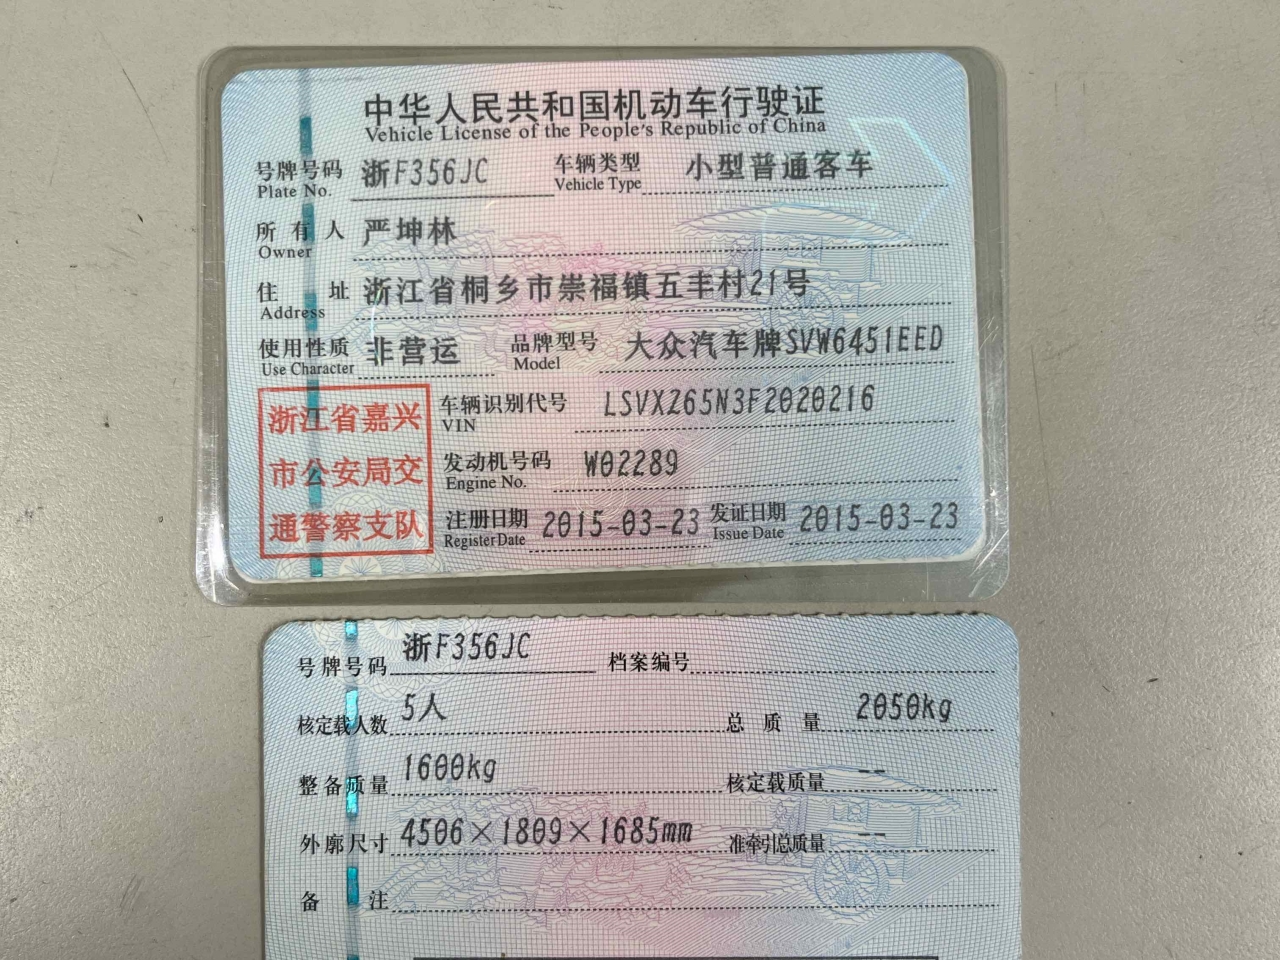 中华人民共和国机动车行驶证
Vehicle License of the People's Republic of China
号牌号码 浙F356JC 车辆类型 小型普通客车
Plate No. Vehicle Type
所有人 严坤林
Owner
住址 浙江省桐乡市崇福镇五丰村21号
Address
使用性质 非营运 品牌型号 大众汽车牌SVW6451EED
Use Character Model
浙江省嘉兴
市公安局交
通警察支队
车辆识别代号 LSVXZ65N3F2020216
VIN
发动机号码 W02289
Engine No.
注册日期 2015-03-23 发证日期 2015-03-23
Register Date Issue Date
号牌号码 浙F356JC 档案编号
核定载人数 5人 总质量 2050kg
整备质量 1600kg 核定载质量 --
外廓尺寸 4506×1809×1685mm 准牵引总质量 --
备注